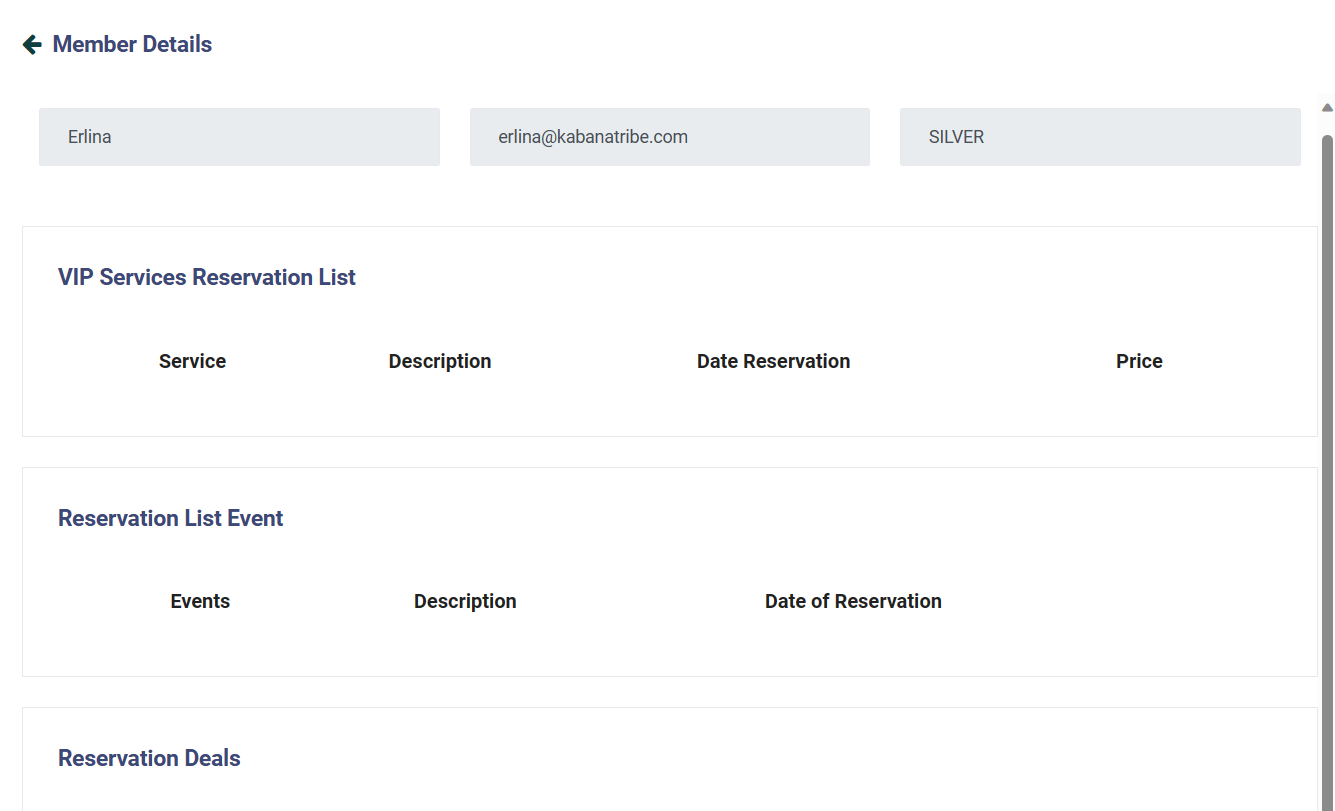 Member Details
Erlina erlina@kabanatribe.com SILVER
VIP Services Reservation List
Service Description Date Reservation Price
Reservation List Event
Events Description Date of Reservation
Reservation Deals